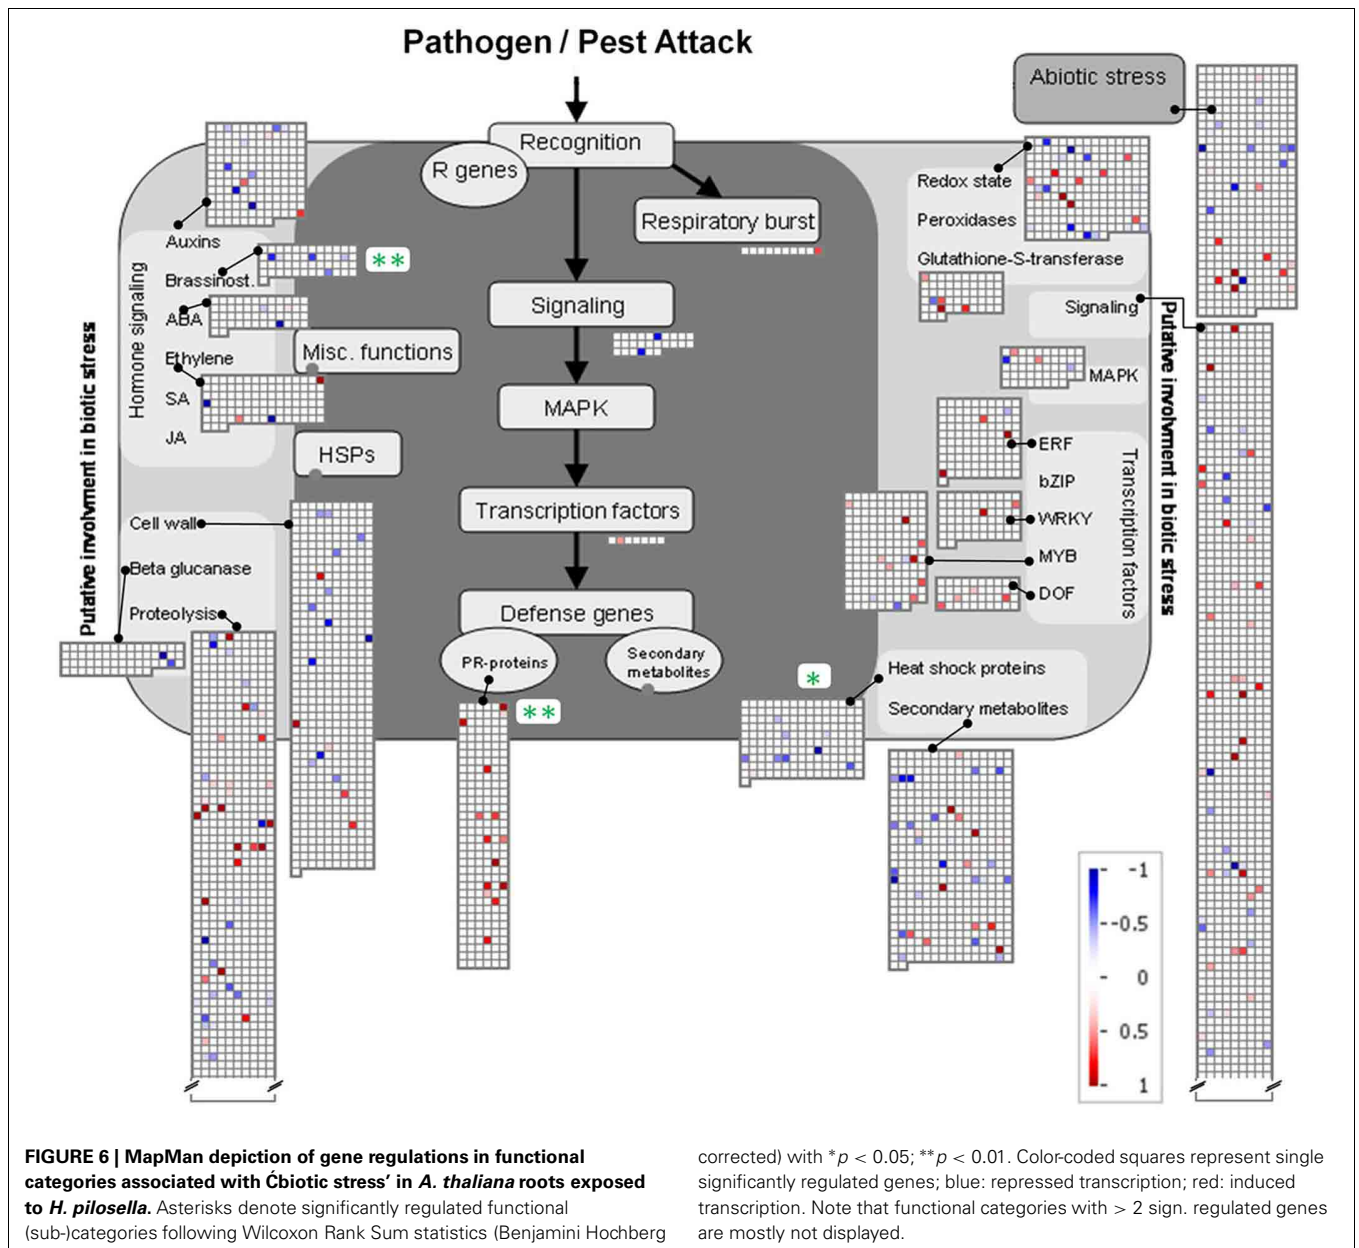 Pathogen / Pest Attack
Abiotic stress
Recognition
R genes
Respiratory burst
Redox state
Peroxidases
Glutathione-S-transferase
Auxins
Brassinost.
**
ABA
Ethylene
SA
JA
Hormone signaling
Putative involvment in biotic stress
Misc. functions
HSPs
Signaling
MAPK
Transcription factors
Defense genes
PR-proteins
Secondary
metabolites
**
Signaling
MAPK
ERF
bZIP
WRKY
MYB
DOF
Transcription factors
Putative involvment in biotic stress
Cell wall
Beta glucanase
Proteolysis
*
Heat shock proteins
Secondary metabolites
-1
-0.5
0
0.5
1
FIGURE 6 | MapMan depiction of gene regulations in functional
categories associated with Ćbiotic stress’ in A. thaliana roots exposed
to H. pilosella. Asterisks denote significantly regulated functional
(sub-)categories following Wilcoxon Rank Sum statistics (Benjamini Hochberg
corrected) with *p < 0.05; **p < 0.01. Color-coded squares represent single
significantly regulated genes; blue: repressed transcription; red: induced
transcription. Note that functional categories with > 2 sign. regulated genes
are mostly not displayed.